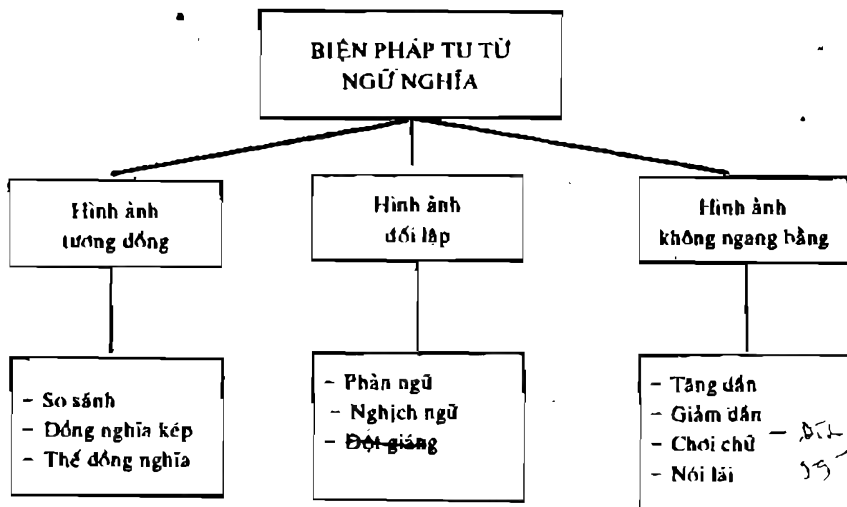 BIỆN PHÁP TU TỪ
NGỮ NGHĨA
Hình ảnh
tương đồng
Hình ảnh
đối lập
Hình ảnh
không ngang bằng
- So sánh
- Đồng nghĩa kép
- Thế đồng nghĩa
- Phản ngữ
- Nghịch ngữ
- Đột giáng
- Tăng dần
- Giảm dần
- Chơi chữ
- Nói lái